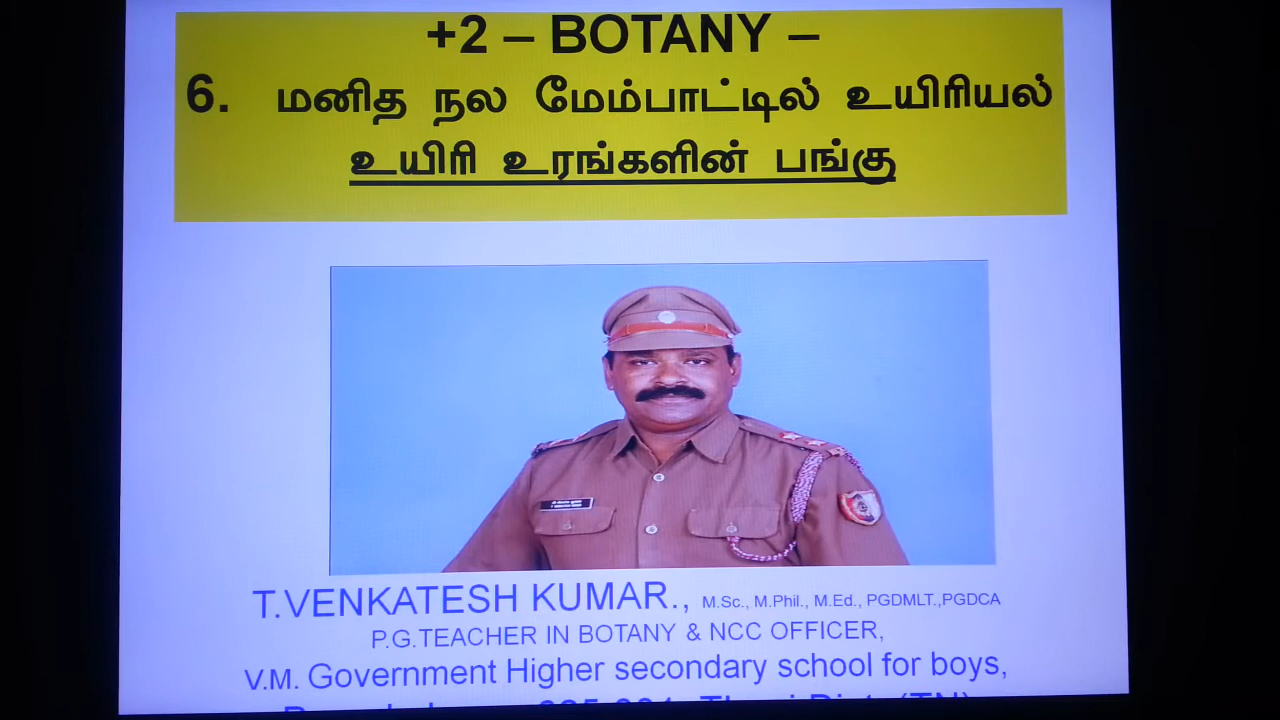 +2 – BOTANY –
6. மனித நல மேம்பாட்டில் உயிரியல்
உயிரி உரங்களின் பங்கு
T.VENKATESH KUMAR., M.Sc., M.Phil., M.Ed., PGDMLT.,PGDCA
P.G.TEACHER IN BOTANY & NCC OFFICER,
V.M. Government Higher secondary school for boys,